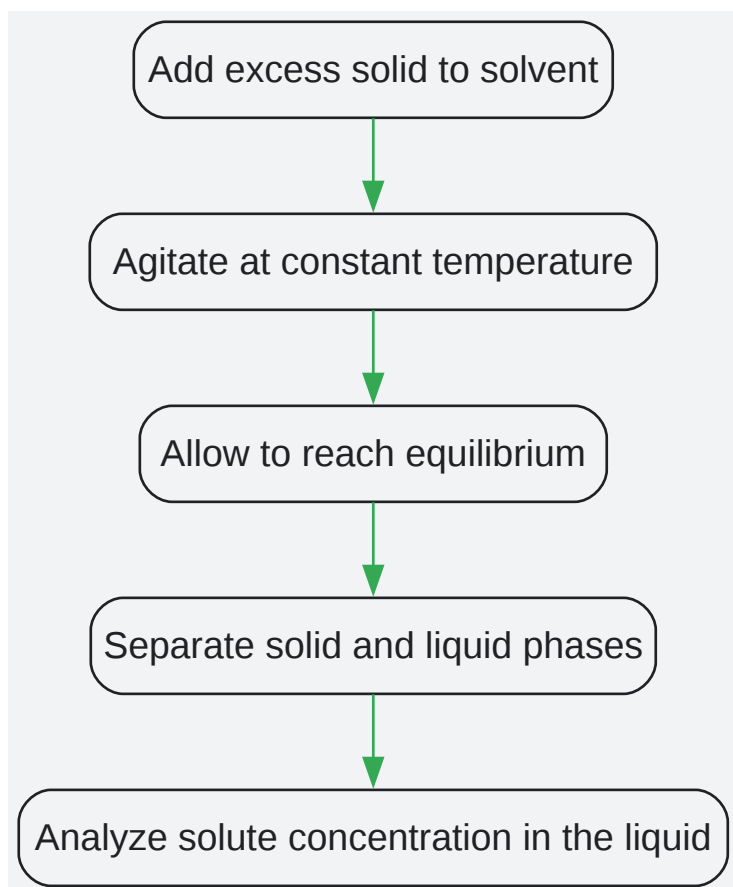 Add excess solid to solvent
Agitate at constant temperature
Allow to reach equilibrium
Separate solid and liquid phases
Analyze solute concentration in the liquid